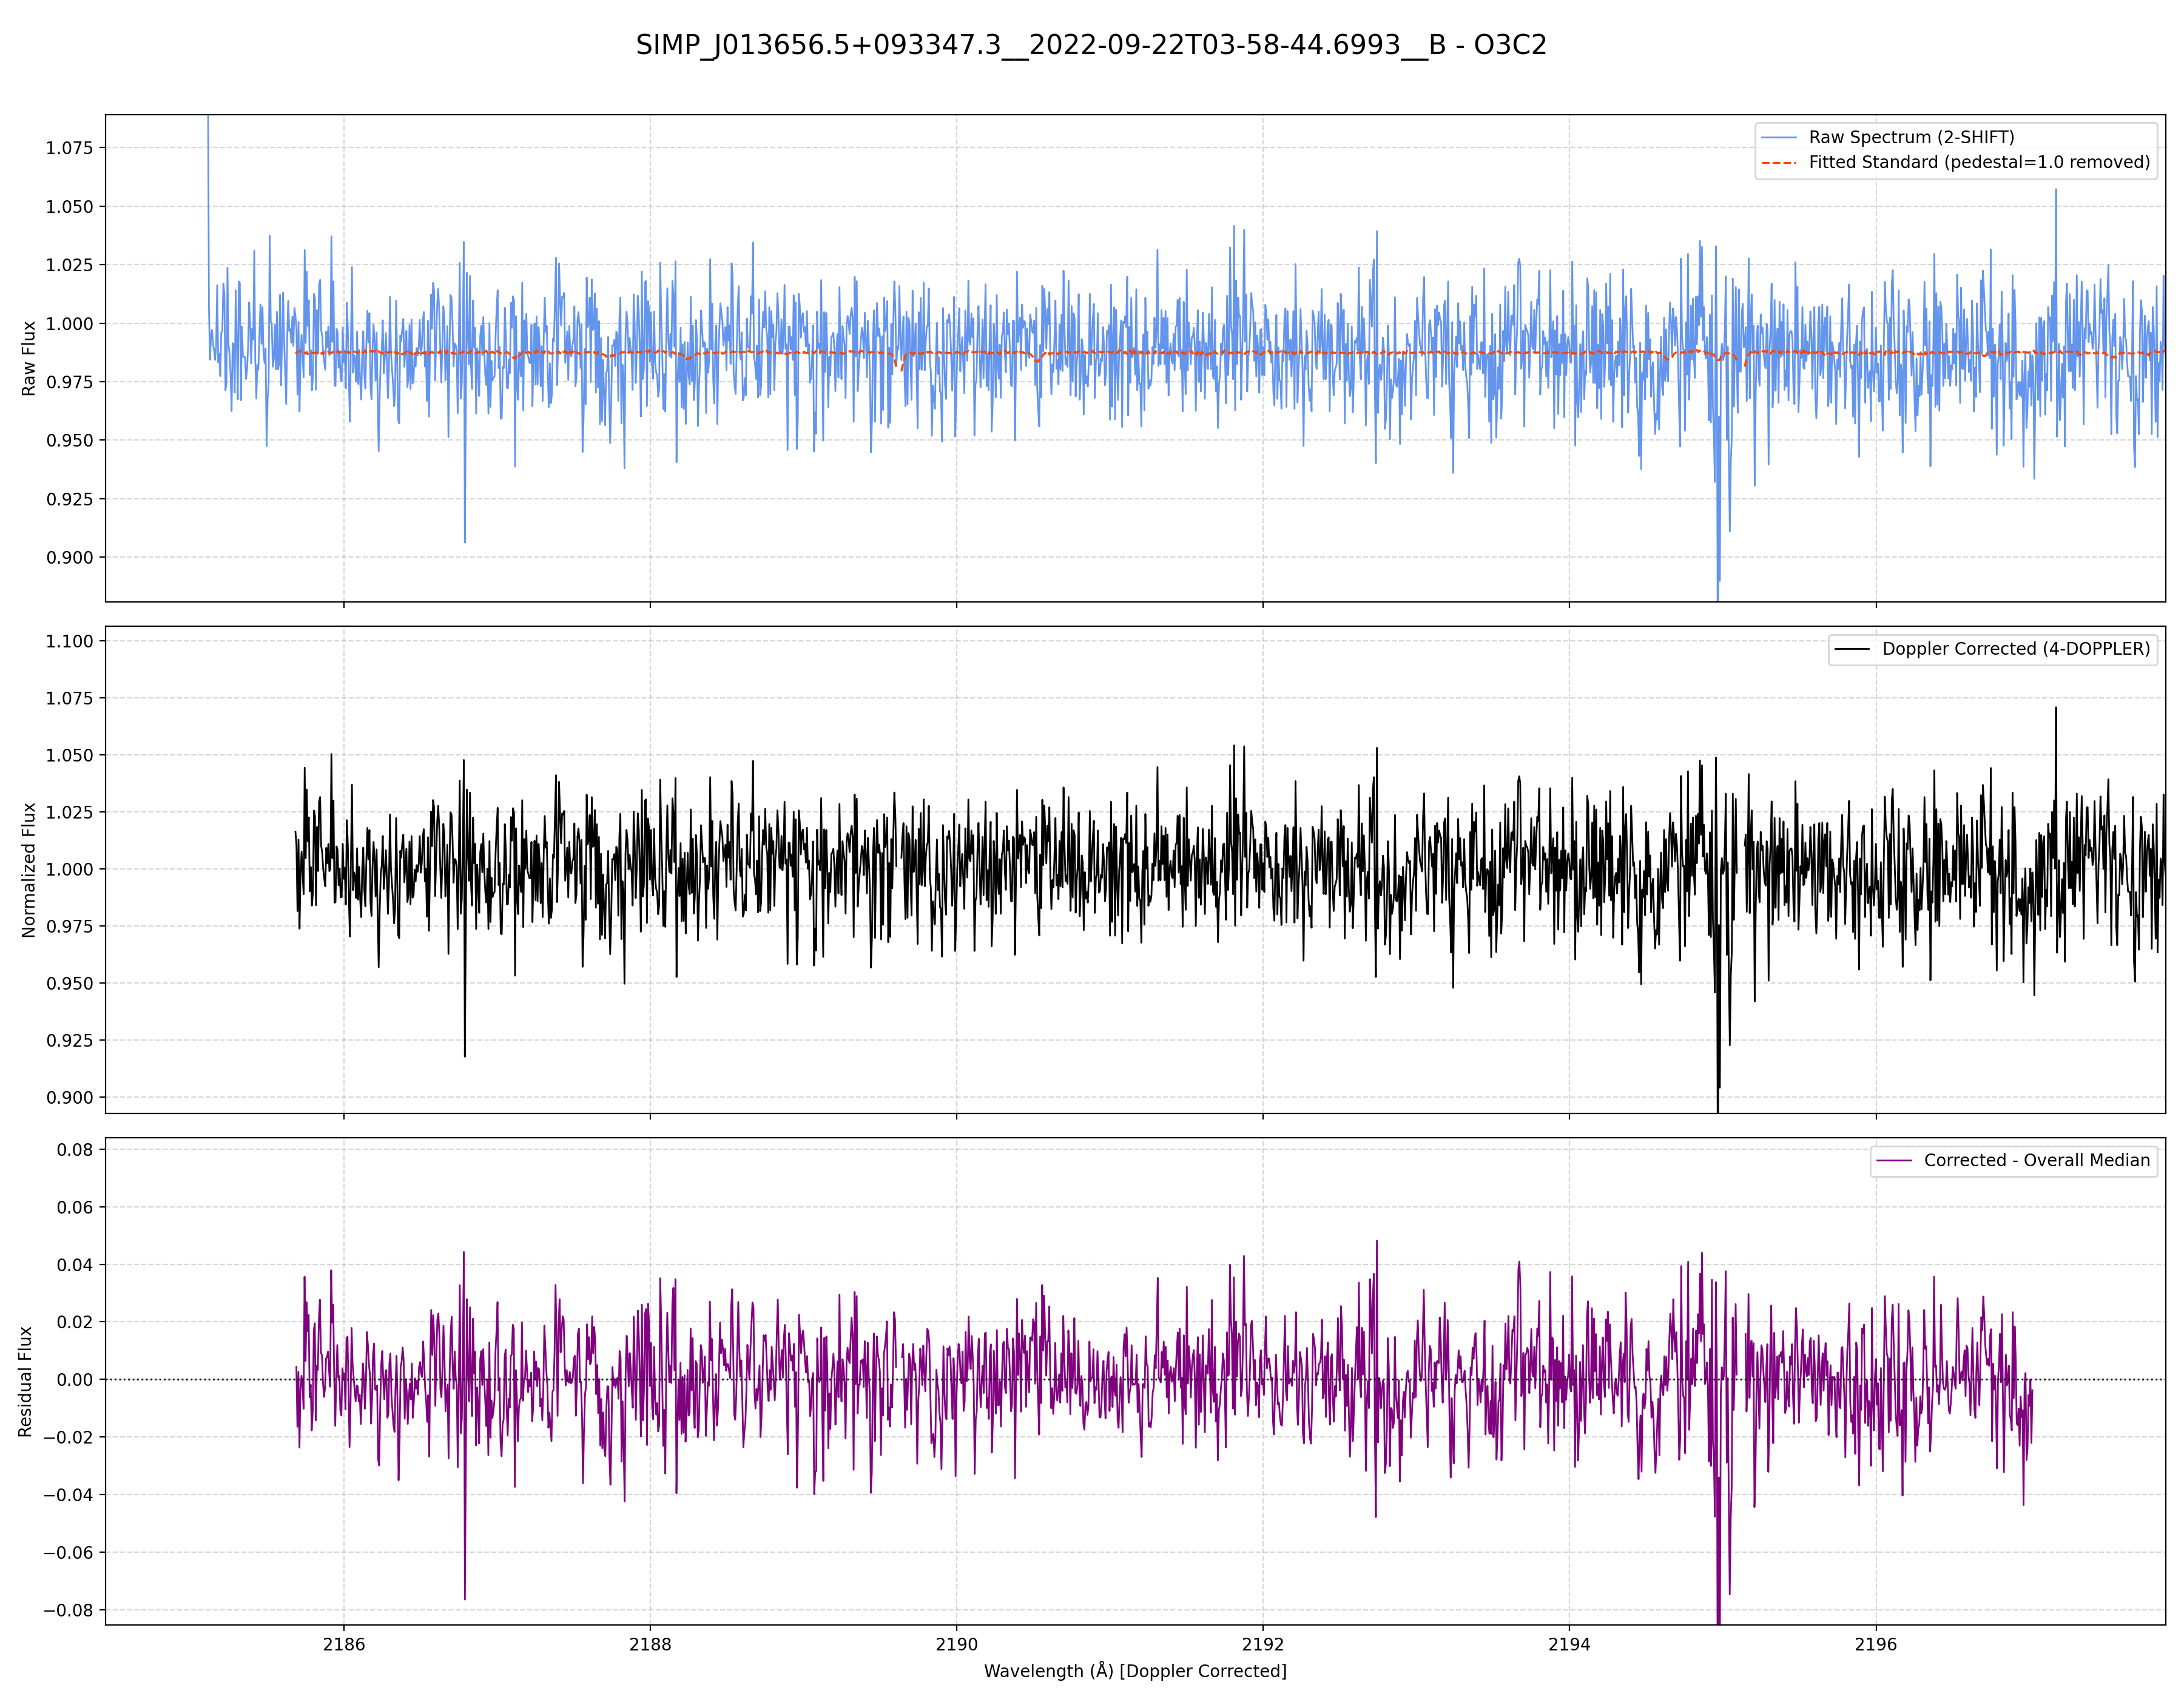 SIMP_J013656.5+093347.3__2022-09-22T03-58-44.6993__B - O3C2
Raw Flux
1.075
1.050
1.025
1.000
0.975
0.950
0.925
0.900
Raw Spectrum (2-SHIFT)
Fitted Standard (pedestal=1.0 removed)
Normalized Flux
1.100
1.075
1.050
1.025
1.000
0.975
0.950
0.925
0.900
Doppler Corrected (4-DOPPLER)
Residual Flux
0.08
0.06
0.04
0.02
0.00
−0.02
−0.04
−0.06
−0.08
Corrected - Overall Median
2186 2188 2190 2192 2194 2196
Wavelength (Å) [Doppler Corrected]